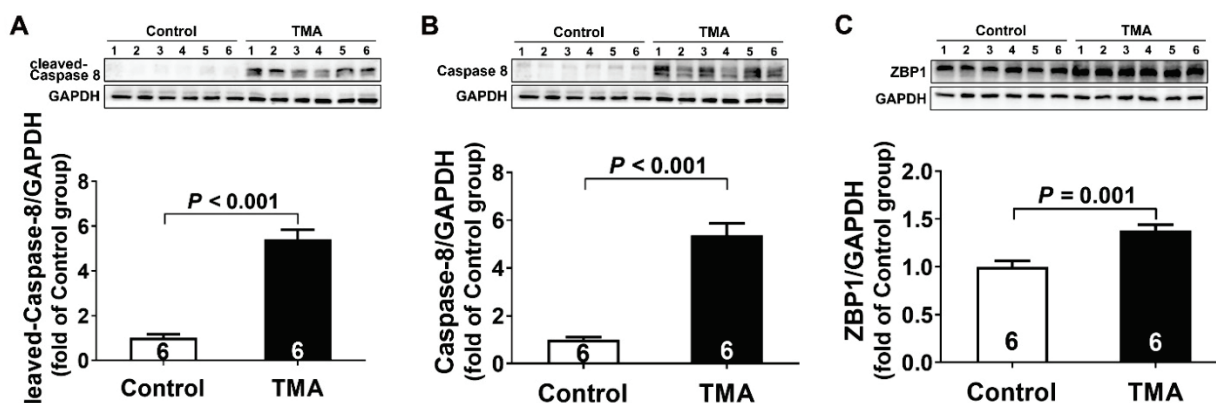 A
Control TMA
1 2 3 4 5 6 1 2 3 4 5 6
cleaved-
Caspase 8
GAPDH
leaved-Caspase-8/GAPDH
(fold of Control group)
8
6
4
2
0
P < 0.001
6 6
Control TMA
B
Control TMA
1 2 3 4 5 6 1 2 3 4 5 6
Caspase 8
GAPDH
Caspase-8/GAPDH
(fold of Control group)
8
6
4
2
0
P < 0.001
6 6
Control TMA
C
Control TMA
1 2 3 4 5 6 1 2 3 4 5 6
ZBP1
GAPDH
ZBP1/GAPDH
(fold of Control group)
2.0
1.5
1.0
0.5
0.0
P = 0.001
6 6
Control TMA